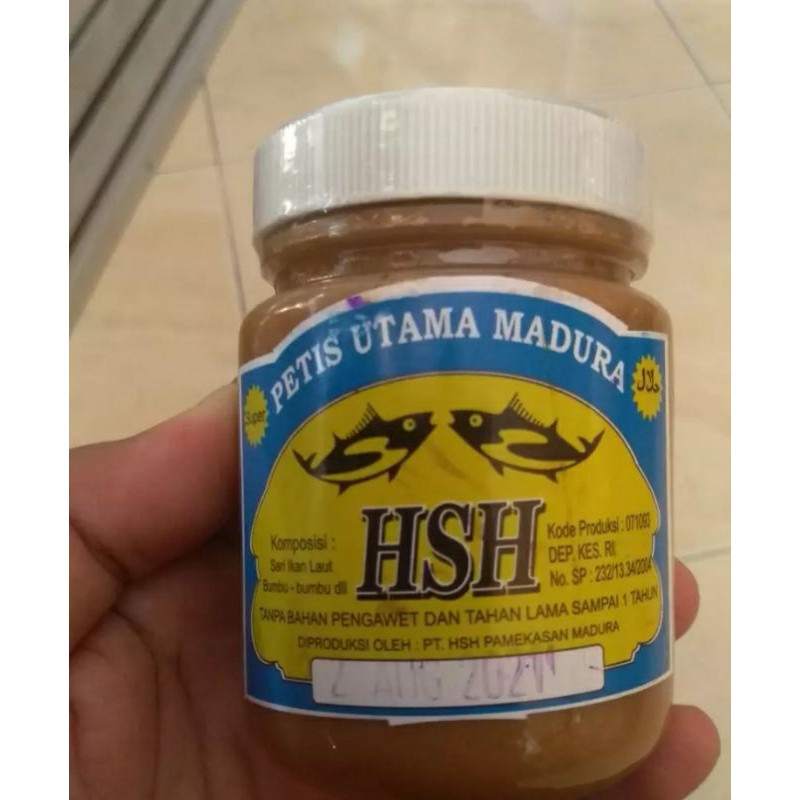 PETIS UTAMA MADURA
Super
HSH
Komposisi :
Sari Ikan Laut
Bumbu - bumbu dll
Kode Produksi : 071093
DEP. KES. RI.
No. SP : 232/13.34/2004
TANPA BAHAN PENGAWET DAN TAHAN LAMA SAMPAI 1 TAHUN
DIPRODUKSI OLEH : PT. HSH PAMEKASAN MADURA
2 AUG 2021